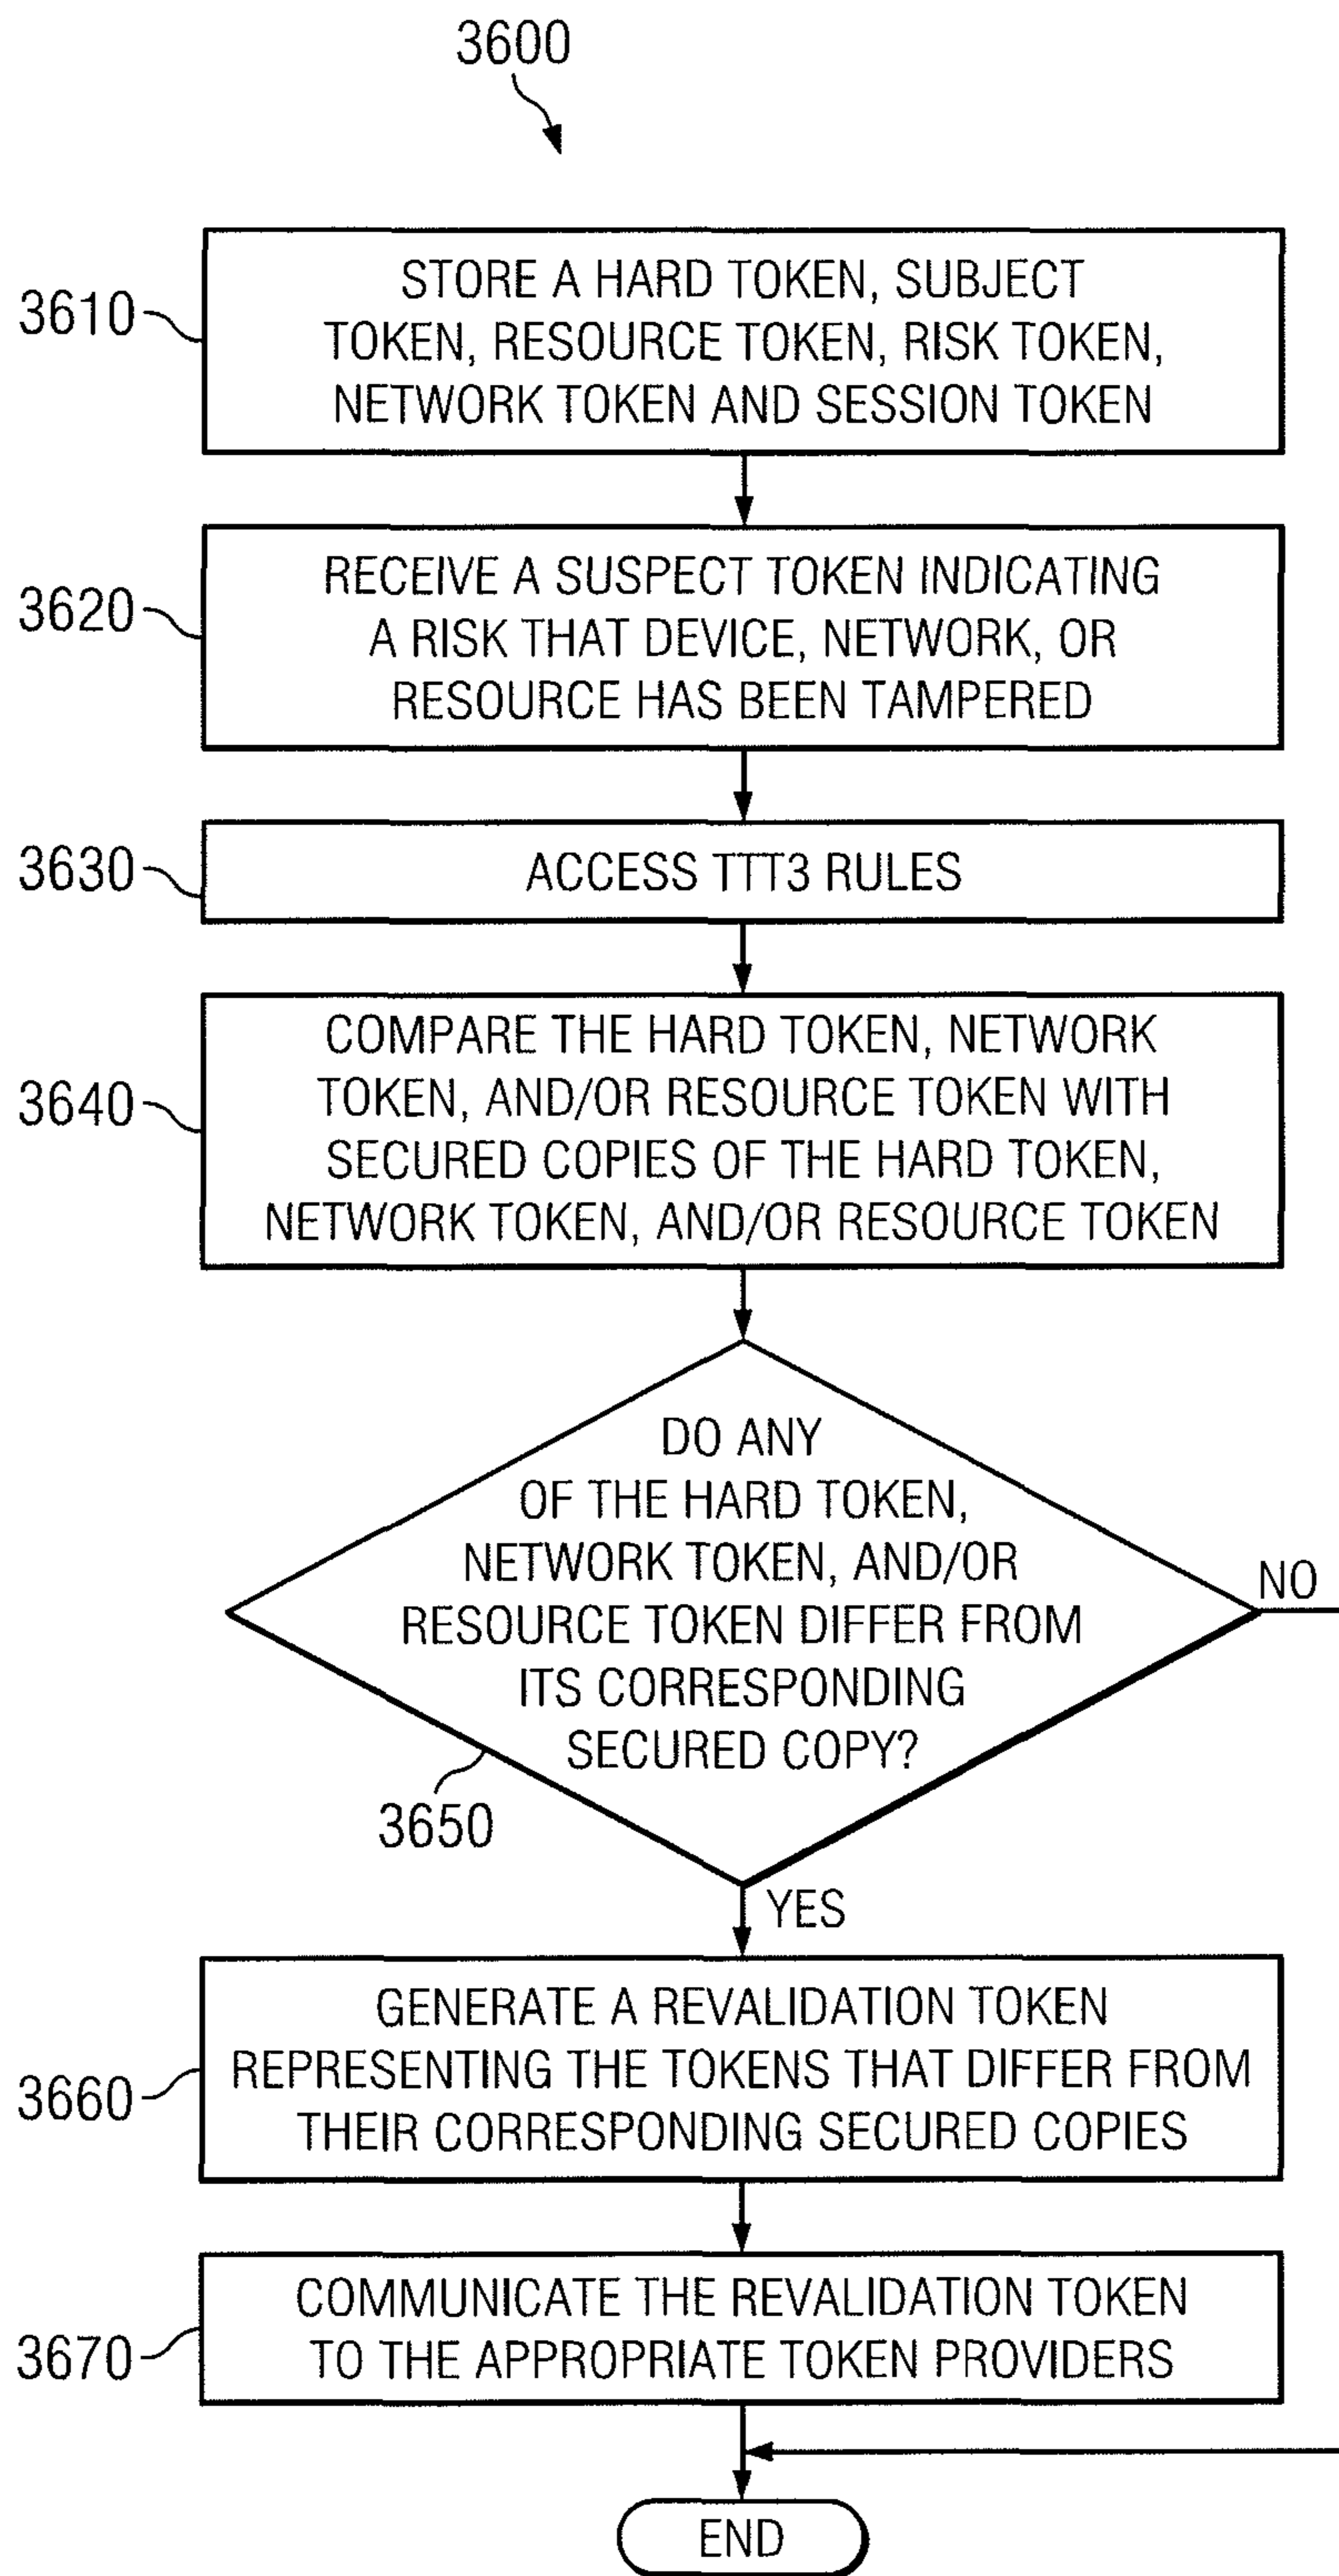 3600
3610
STORE A HARD TOKEN, SUBJECT
TOKEN, RESOURCE TOKEN, RISK TOKEN,
NETWORK TOKEN AND SESSION TOKEN
3620
RECEIVE A SUSPECT TOKEN INDICATING
A RISK THAT DEVICE, NETWORK, OR
RESOURCE HAS BEEN TAMPERED
3630
ACCESS TTT3 RULES
3640
COMPARE THE HARD TOKEN, NETWORK
TOKEN, AND/OR RESOURCE TOKEN WITH
SECURED COPIES OF THE HARD TOKEN,
NETWORK TOKEN, AND/OR RESOURCE TOKEN
DO ANY
OF THE HARD TOKEN,
NETWORK TOKEN, AND/OR
RESOURCE TOKEN DIFFER FROM
ITS CORRESPONDING
SECURED COPY?
NO
3650
YES
3660
GENERATE A REVALIDATION TOKEN
REPRESENTING THE TOKENS THAT DIFFER FROM
THEIR CORRESPONDING SECURED COPIES
3670
COMMUNICATE THE REVALIDATION TOKEN
TO THE APPROPRIATE TOKEN PROVIDERS
END